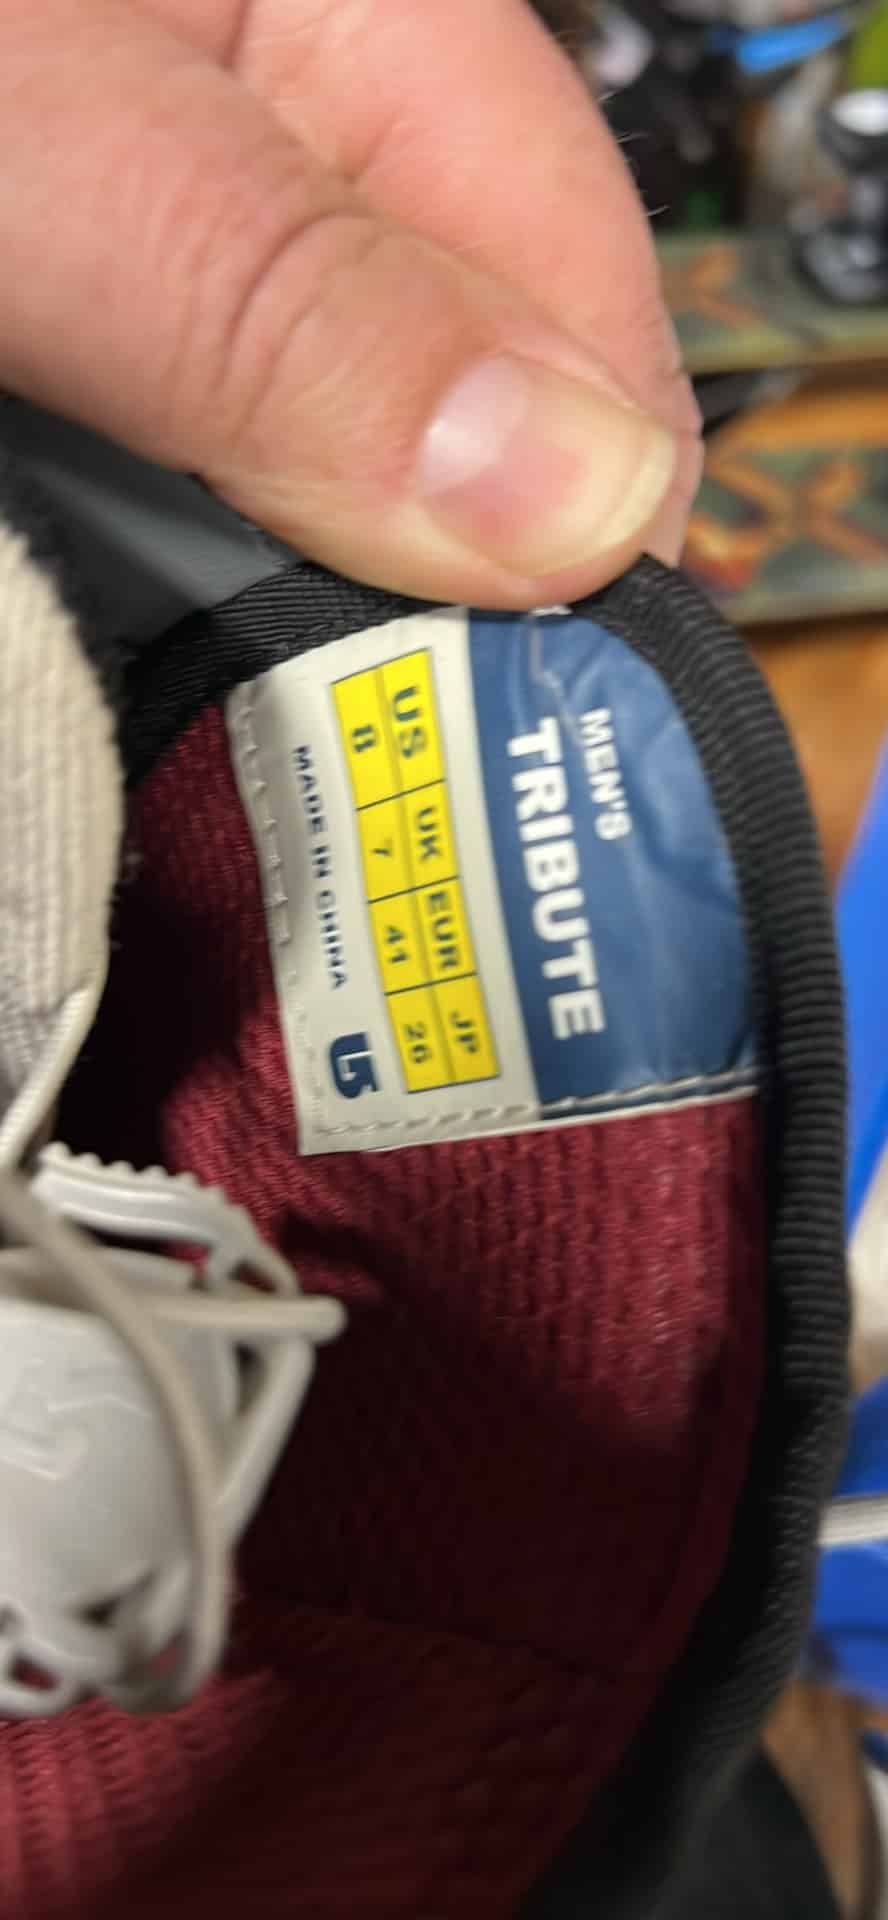 MEN'S
TRIBUTE
US UK EUR JP
8 7 41 26
MADE IN CHINA